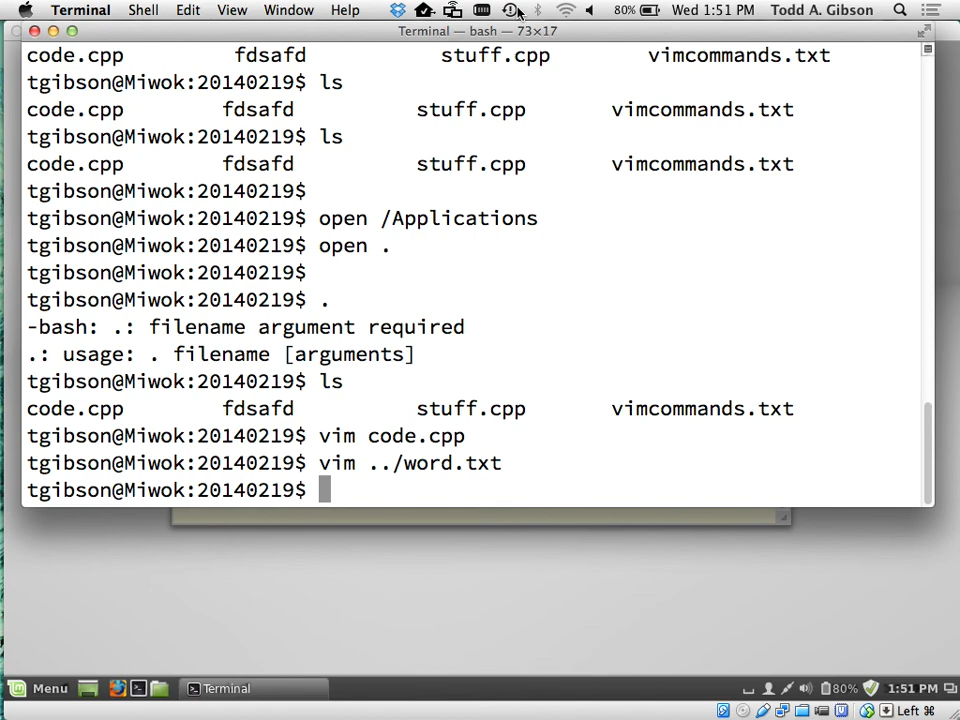 Terminal Shell Edit View Window Help 80% Wed 1:51 PM Todd A. Gibson
Terminal — bash — 73×17
code.cpp fdsafd stuff.cpp vimcommands.txt
tgibson@Miwok:20140219$ ls
code.cpp fdsafd stuff.cpp vimcommands.txt
tgibson@Miwok:20140219$ ls
code.cpp fdsafd stuff.cpp vimcommands.txt
tgibson@Miwok:20140219$
tgibson@Miwok:20140219$ open /Applications
tgibson@Miwok:20140219$ open .
tgibson@Miwok:20140219$
tgibson@Miwok:20140219$ .
-bash: .: filename argument required
.: usage: . filename [arguments]
tgibson@Miwok:20140219$ ls
code.cpp fdsafd stuff.cpp vimcommands.txt
tgibson@Miwok:20140219$ vim code.cpp
tgibson@Miwok:20140219$ vim ../word.txt
tgibson@Miwok:20140219$
Menu Terminal 80% 1:51 PM
Left ⌘